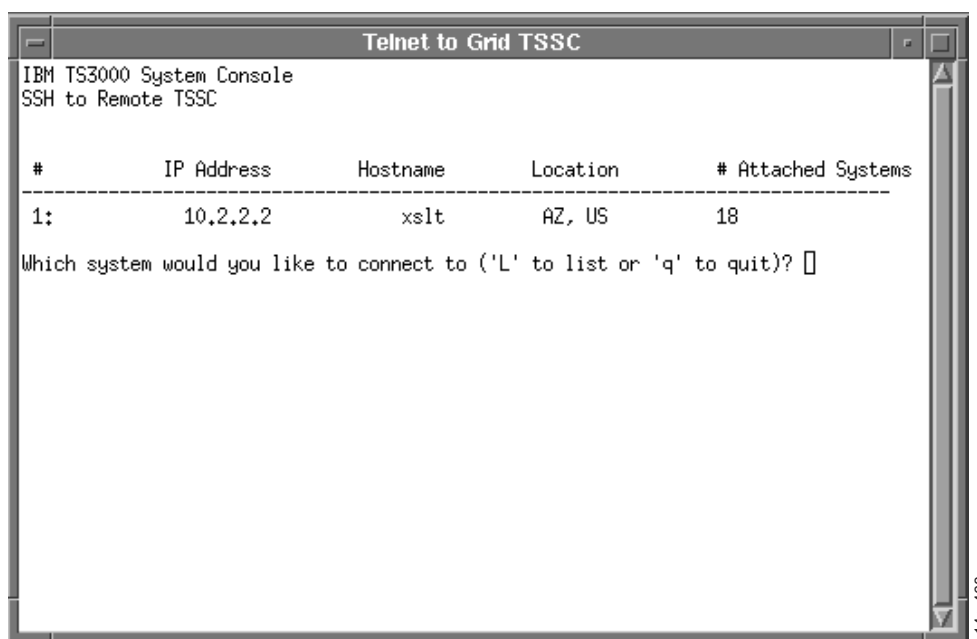 Telnet to Grid TSSC
IBM TS3000 System Console
SSH to Remote TSSC
# IP Address Hostname Location # Attached Systems
1: 10.2.2.2 xslt AZ, US 18
Which system would you like to connect to ('L' to list or 'q' to quit)?